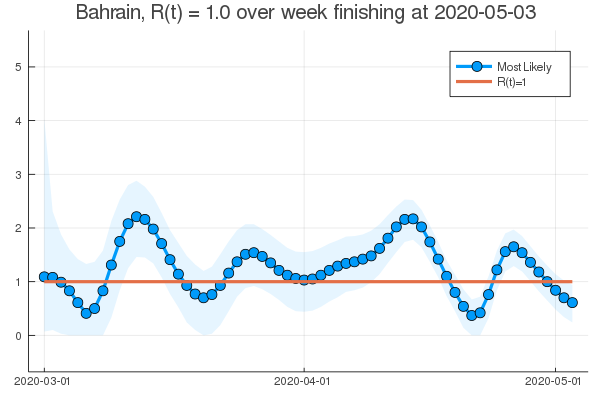 Bahrain, R(t) = 1.0 over week finishing at 2020-05-03
5
Most Likely
R(t)=1
4
3
2
1
0
2020-03-01 2020-04-01 2020-05-01